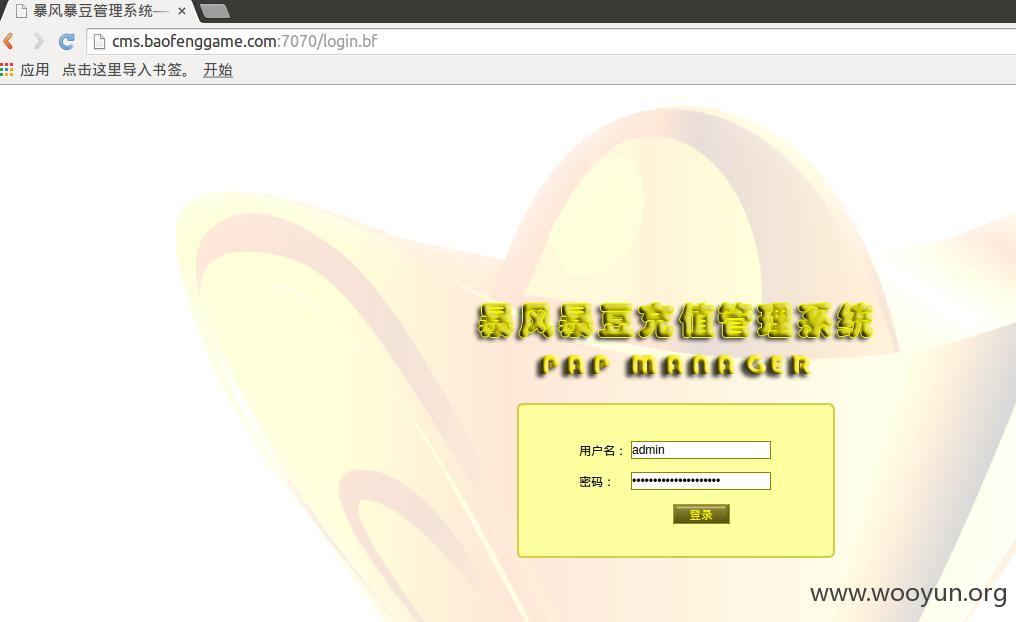 暴风暴豆管理系统—
cms.baofenggame.com:7070/login.bf
应用 点击这里导入书签。 开始
暴风暴豆充值管理系统
PAP MANAGER
用户名： admin
密码： •••••••••••••••••••••
登录
www.wooyun.org